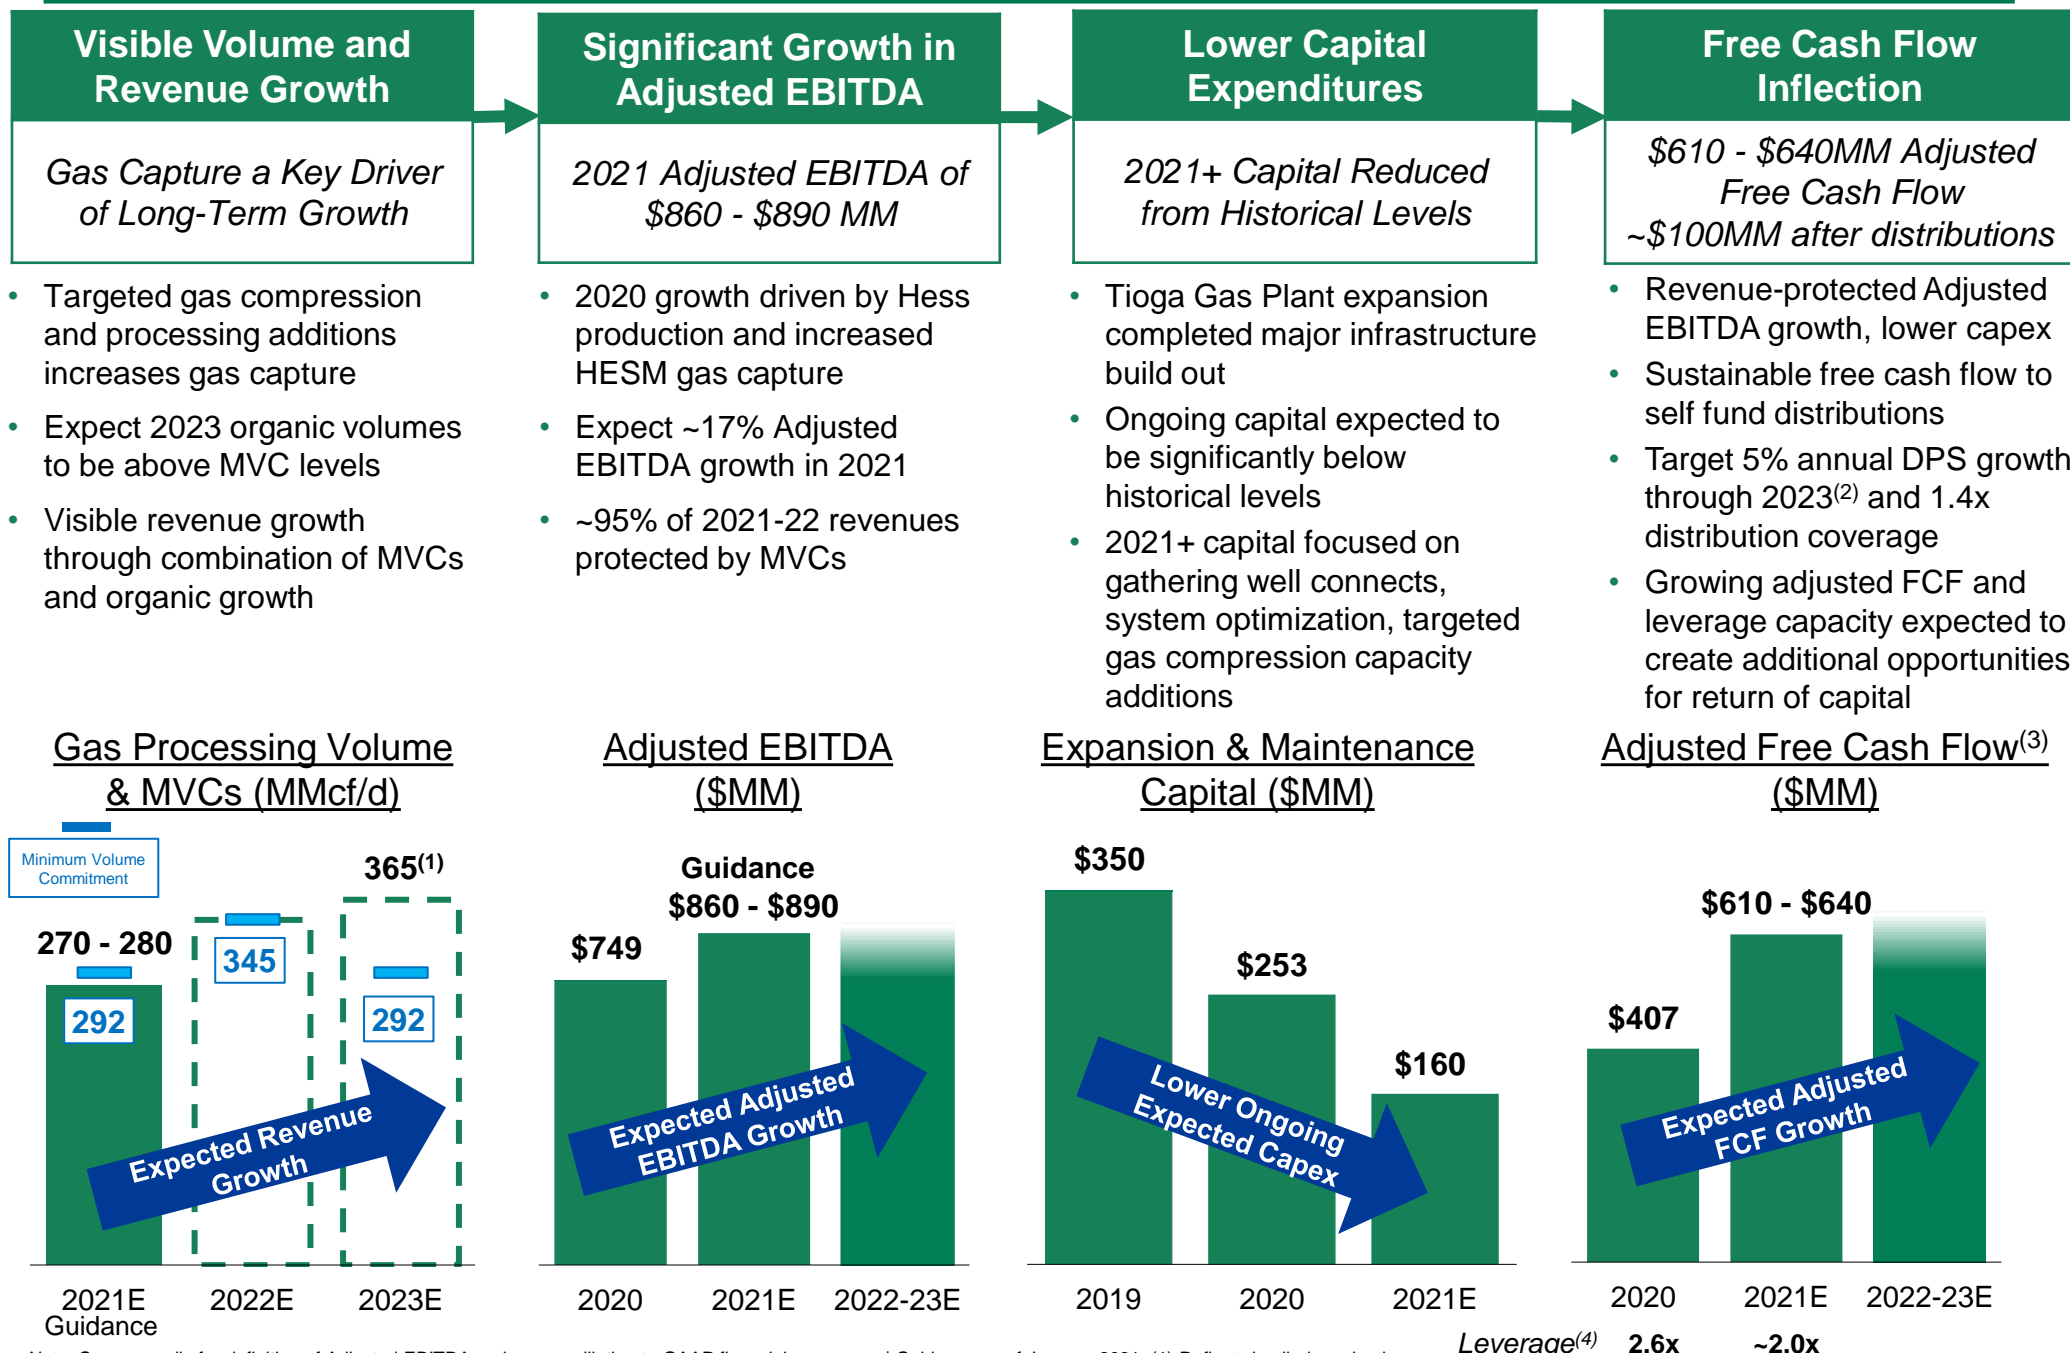 Visible Volume and
Revenue Growth
Gas Capture a Key Driver
of Long-Term Growth
• Targeted gas compression
and processing additions
increases gas capture
• Expect 2023 organic volumes
to be above MVC levels
• Visible revenue growth
through combination of MVCs
and organic growth
Significant Growth in
Adjusted EBITDA
2021 Adjusted EBITDA of
$860 - $890 MM
• 2020 growth driven by Hess
production and increased
HESM gas capture
• Expect ~17% Adjusted
EBITDA growth in 2021
• ~95% of 2021-22 revenues
protected by MVCs
Lower Capital
Expenditures
2021+ Capital Reduced
from Historical Levels
• Tioga Gas Plant expansion
completed major infrastructure
build out
• Ongoing capital expected to
be significantly below
historical levels
• 2021+ capital focused on
gathering well connects,
system optimization, targeted
gas compression capacity
additions
Free Cash Flow
Inflection
$610 - $640MM Adjusted
Free Cash Flow
~$100MM after distributions
• Revenue-protected Adjusted
EBITDA growth, lower capex
• Sustainable free cash flow to
self fund distributions
• Target 5% annual DPS growth
through 2023(2) and 1.4x
distribution coverage
• Growing adjusted FCF and
leverage capacity expected to
create additional opportunities
for return of capital
Gas Processing Volume
& MVCs (MMcf/d)
Minimum Volume
Commitment
270 - 280
292
345
365(1)
292
Expected Revenue
Growth
2021E
Guidance
2022E
2023E
Adjusted EBITDA
($MM)
$749
Guidance
$860 - $890
Expected Adjusted
EBITDA Growth
2020
2021E
2022-23E
Expansion & Maintenance
Capital ($MM)
$350
$253
$160
Lower Ongoing
Expected Capex
2019
2020
2021E
Adjusted Free Cash Flow(3)
($MM)
$407
$610 - $640
Expected Adjusted
FCF Growth
2020
2021E
2022-23E
Leverage(4) 2.6x ~2.0x